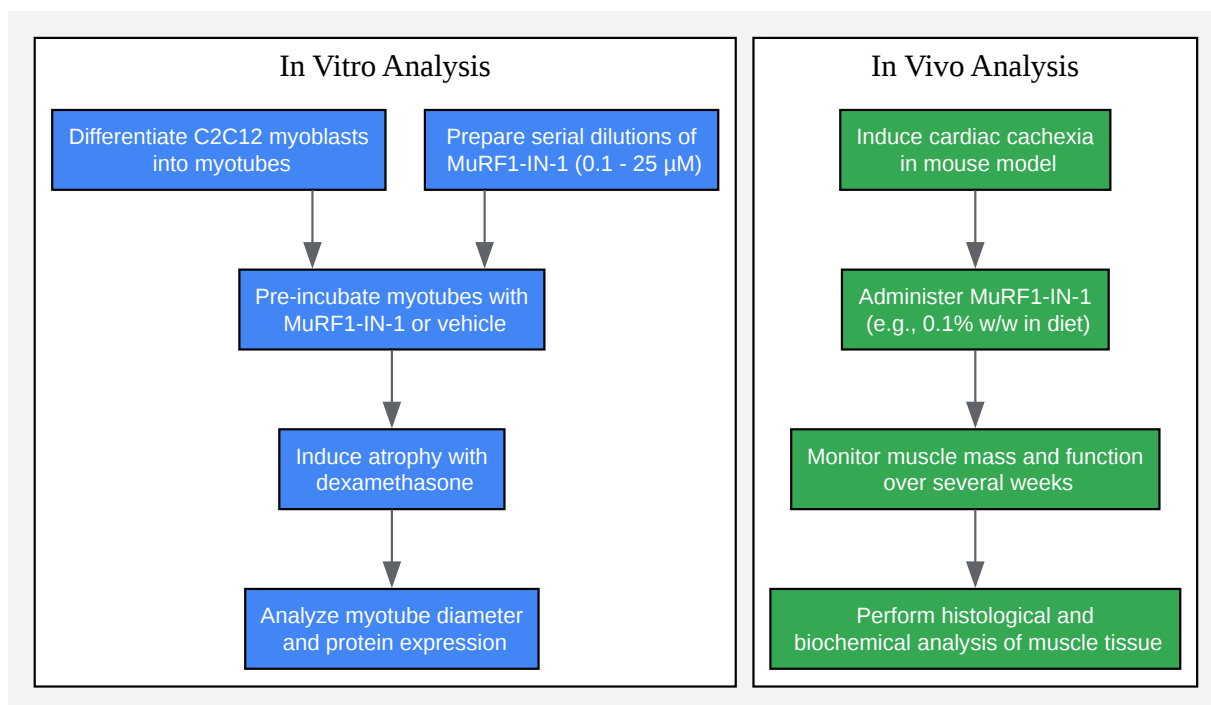 In Vitro Analysis
Differentiate C2C12 myoblasts
into myotubes
Prepare serial dilutions of
MuRF1-IN-1 (0.1 - 25 µM)
Pre-incubate myotubes with
MuRF1-IN-1 or vehicle
Induce atrophy with
dexamethasone
Analyze myotube diameter
and protein expression
In Vivo Analysis
Induce cardiac cachexia
in mouse model
Administer MuRF1-IN-1
(e.g., 0.1% w/w in diet)
Monitor muscle mass and function
over several weeks
Perform histological and
biochemical analysis of muscle tissue